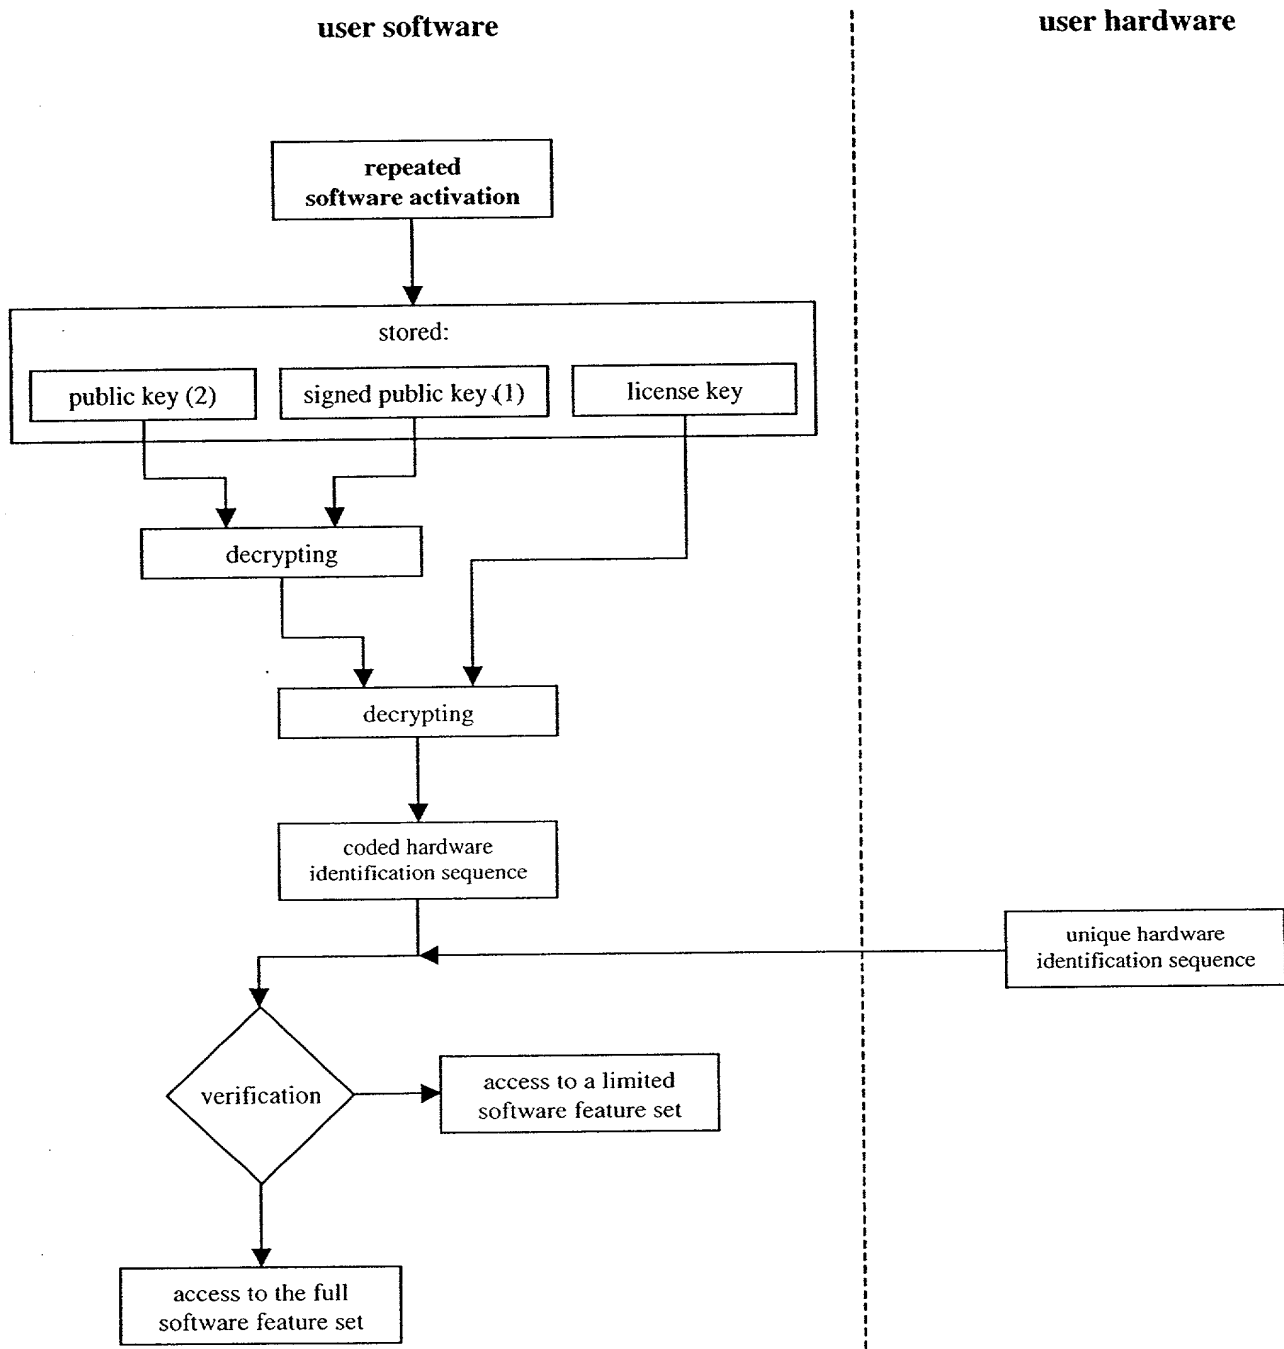 user software
user hardware
repeated
software activation
stored:
public key (2)
signed public key (1)
license key
decrypting
decrypting
coded hardware
identification sequence
unique hardware
identification sequence
verification
access to a limited
software feature set
access to the full
software feature set